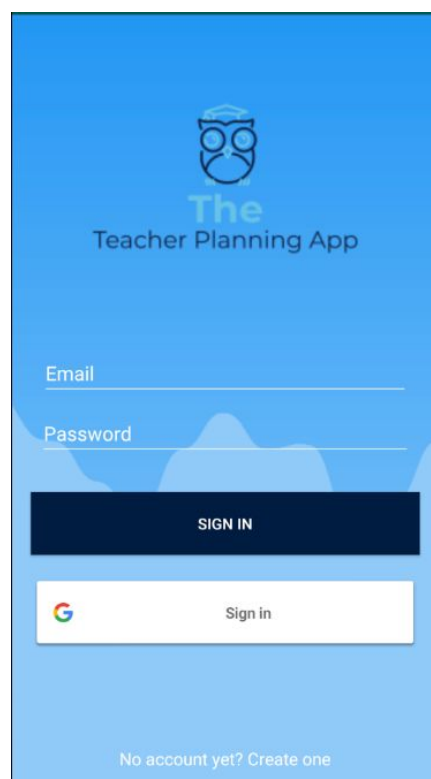 The
Teacher Planning App
Email
Password
SIGN IN
Sign in
No account yet? Create one